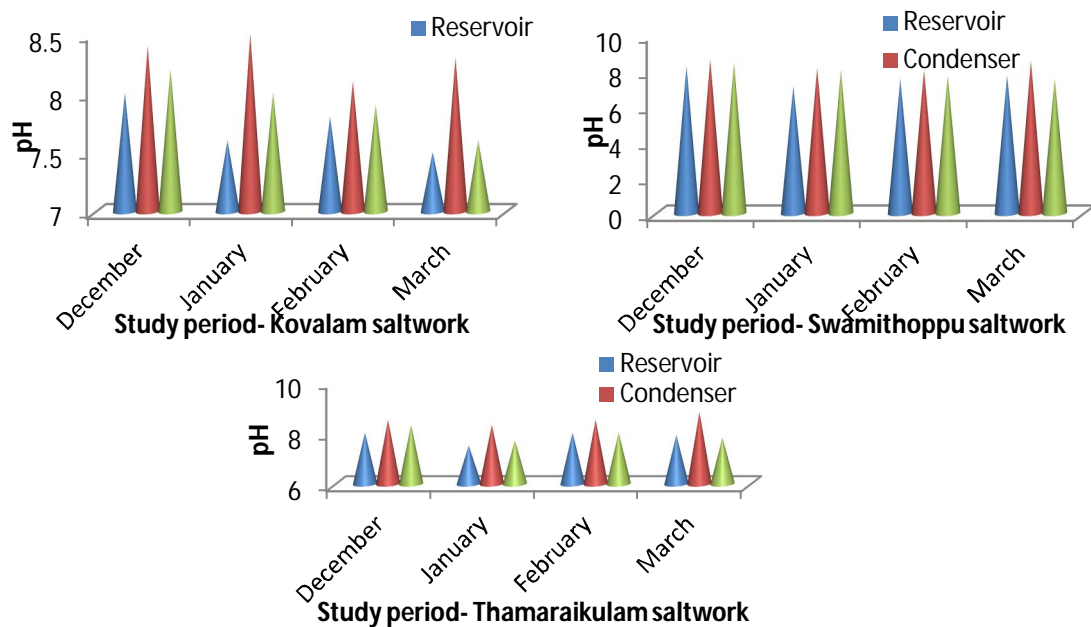 Reservoir
8.5
8
7.5
7
pH
December
January
February
March
Study period- Kovalam saltwork
Reservoir
Condenser
10
8
6
4
2
0
pH
December
January
February
March
Study period- Swamithoppu saltwork
Reservoir
Condenser
10
8
6
pH
December
January
February
March
Study period- Thamaraikulam saltwork